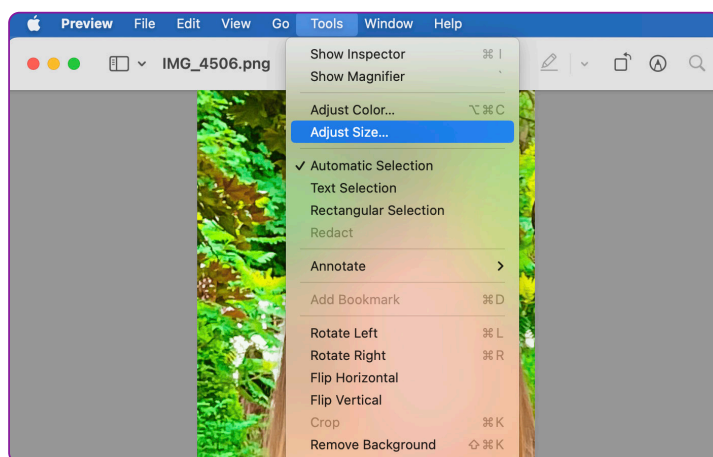 Preview File Edit View Go Tools Window Help
IMG_4506.png
Show Inspector ⌘ I
Show Magnifier `
Adjust Color... ⌥⌘C
Adjust Size...
✓ Automatic Selection
Text Selection
Rectangular Selection
Redact
Annotate >
Add Bookmark ⌘D
Rotate Left ⌘L
Rotate Right ⌘R
Flip Horizontal
Flip Vertical
Crop ⌘K
Remove Background ⇧⌘K